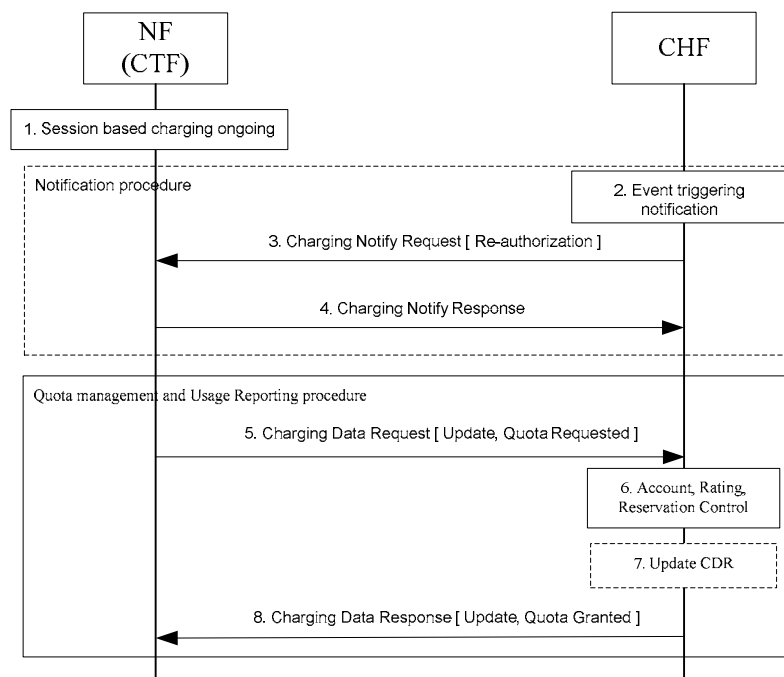 NF
(CTF)
CHF
1. Session based charging ongoing
Notification procedure
2. Event triggering
notification
3. Charging Notify Request [ Re-authorization ]
4. Charging Notify Response
Quota management and Usage Reporting procedure
5. Charging Data Request [ Update, Quota Requested ]
6. Account, Rating,
Reservation Control
7. Update CDR
8. Charging Data Response [ Update, Quota Granted ]